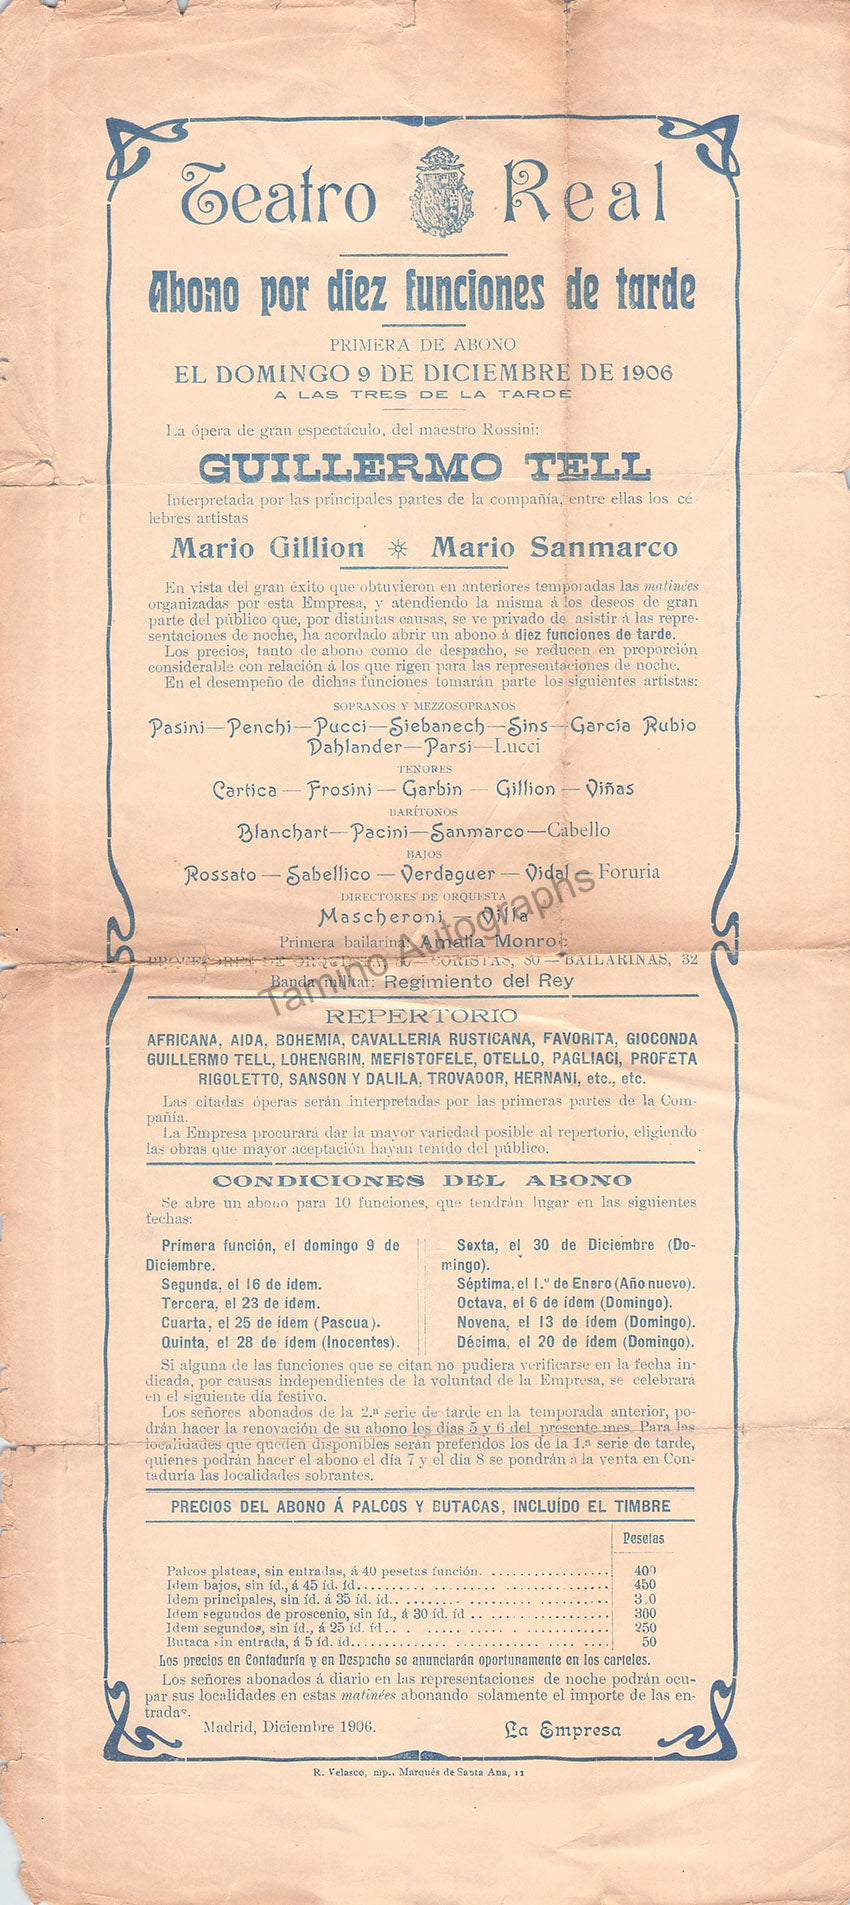 Teatro Real
Abono por diez funciones de tarde
PRIMERA DE ABONO
EL DOMINGO 9 DE DICIEMBRE DE 1906
A LAS TRES DE LA TARDE
La ópera de gran espectáculo, del maestro Rossini:
GUILLERMO TELL
Interpretada por las principales partes de la compañía, entre ellas los cé-
lebres artistas
Mario Gillion ✳ Mario Sanmarco
En vista del gran éxito que obtuvieron en anteriores temporadas las matinées
organizadas por esta Empresa, y atendiendo la misma á los deseos de gran
parte del público que, por distintas causas, se ve privado de asistir á las repre-
sentaciones de noche, ha acordado abrir un abono á diez funciones de tarde.
Los precios, tanto de abono como de despacho, se reducen en proporción
considerable con relación á los que rigen para las representaciones de noche.
En el desempeño de dichas funciones tomarán parte los siguientes artistas:
SOPRANOS Y MEZZOSOPRANOS
Pasini—Penchi—Pucci—Siebanech—Sins—García Rubio
Dahlander—Parsi—Lucci
TENORES
Cartica — Frosini — Garbin — Gillion — Viñas
BARÍTONOS
Blanchart—Pacini—Sanmarco—Cabello
BAJOS
Rossato — Sabellico — Verdaguer — Vidal — Foruria
DIRECTORES DE ORQUESTA
Mascheroni — Villa
Primera bailarina: Amalia Monroc
PROFESORES DE ORQUESTA, — CORISTAS, 80 — BAILARINAS, 32
Banda militar: Regimiento del Rey
Tamino Autographs
REPERTORIO
AFRICANA, AIDA, BOHEMIA, CAVALLERIA RUSTICANA, FAVORITA, GIOCONDA
GUILLERMO TELL, LOHENGRIN, MEFISTOFELE, OTELLO, PAGLIACI, PROFETA
RIGOLETTO, SANSON Y DALILA, TROVADOR, HERNANI, etc., etc.
Las citadas óperas serán interpretadas por las primeras partes de la Com-
pañía.
La Empresa procurará dar la mayor variedad posible al repertorio, eligiendo
las obras que mayor aceptación hayan tenido del público.
CONDICIONES DEL ABONO
Se abre un abono para 10 funciones, que tendrán lugar en las siguientes
fechas:
Primera función, el domingo 9 de
Diciembre.
Segunda, el 16 de ídem.
Tercera, el 23 de ídem.
Cuarta, el 25 de ídem (Pascua).
Quinta, el 28 de ídem (Inocentes).
Sexta, el 30 de Diciembre (Do-
mingo).
Séptima, el 1.º de Enero (Año nuevo).
Octava, el 6 de ídem (Domingo).
Novena, el 13 de ídem (Domingo).
Décima, el 20 de ídem (Domingo).
Si alguna de las funciones que se citan no pudiera verificarse en la fecha in-
dicada, por causas independientes de la voluntad de la Empresa, se celebrará
en el siguiente día festivo.
Los señores abonados de la 2.ª serie de tarde en la temporada anterior, po-
drán hacer la renovación de su abono los días 5 y 6 del presente mes. Para las
localidades que queden disponibles serán preferidos los de la 1.ª serie de tarde,
quienes podrán hacer el abono el día 7 y el día 8 se pondrán á la venta en Con-
taduría las localidades sobrantes.
PRECIOS DEL ABONO Á PALCOS Y BUTACAS, INCLUÍDO EL TIMBRE
Pesetas
Palcos plateas, sin entradas, á 40 pesetas función. 400
Idem bajos, sin íd., á 45 íd. íd. 450
Idem principales, sin íd. á 35 íd. íd.
Idem segundos de proscenio, sin íd., á 30 íd. íd 300
Idem segundos, sin íd., á 25 íd. íd. 250
Butaca sin entrada, á 5 íd. íd. 50
Los precios en Contaduría y en Despacho se anunciarán oportunamente en los carteles.
Los señores abonados á diario en las representaciones de noche podrán ocu-
par sus localidades en estas matinées abonando solamente el importe de las en-
tradas.
Madrid, Diciembre 1906. La Empresa
R. Velasco, imp., Marqués de Santa Ana, 11